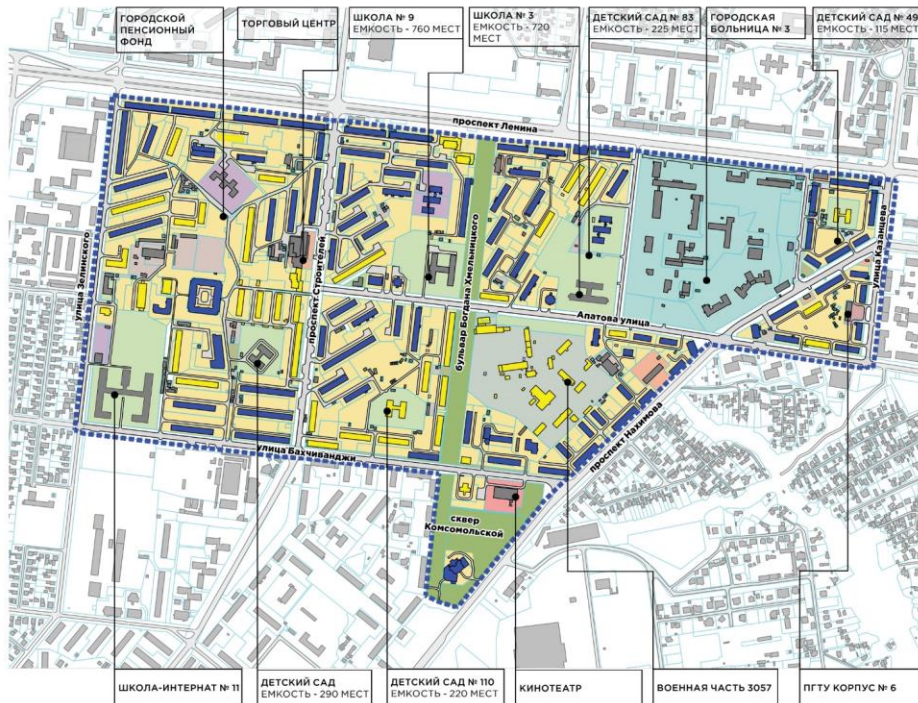 ГОРОДСКОЙ
ПЕНСИОННЫЙ
ФОНД
ТОРГОВЫЙ ЦЕНТР
ШКОЛА № 9
ЕМКОСТЬ - 760 МЕСТ
ШКОЛА № 3
ЕМКОСТЬ - 720
МЕСТ
ДЕТСКИЙ САД № 83
ЕМКОСТЬ - 225 МЕСТ
ГОРОДСКАЯ
БОЛЬНИЦА № 3
ДЕТСКИЙ САД № 49
ЕМКОСТЬ - 115 МЕСТ
проспект Ленина
улица Зелинского
проспект Строителей
бульвар Богдана Хмельницкого
улица Казанцева
Апатова улица
проспект Нахимова
улица Бахчиванджи
сквер
Комсомольской
ШКОЛА-ИНТЕРНАТ № 11
ДЕТСКИЙ САД
ЕМКОСТЬ - 290 МЕСТ
ДЕТСКИЙ САД № 110
ЕМКОСТЬ - 220 МЕСТ
КИНОТЕАТР
ВОЕННАЯ ЧАСТЬ 3057
ПГТУ КОРПУС № 6